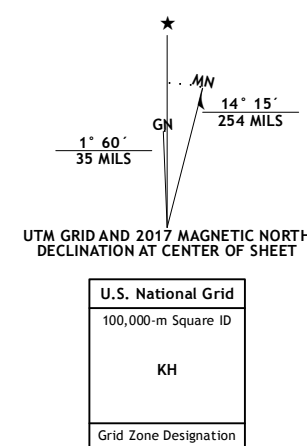 ★
MN
GN
1° 60´
35 MILS
14° 15´
254 MILS
UTM GRID AND 2017 MAGNETIC NORTH
DECLINATION AT CENTER OF SHEET
U.S. National Grid
100,000-m Square ID
KH
Grid Zone Designation